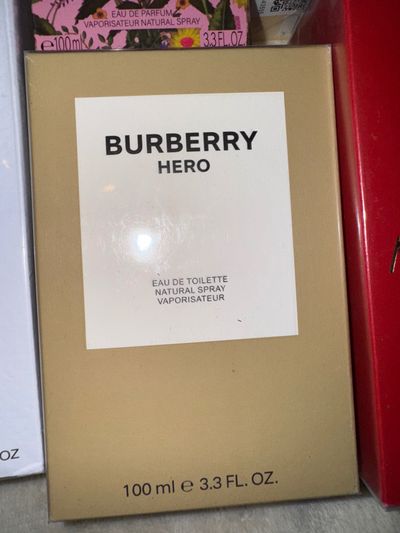 EAU DE PARFUM
VAPORISATEUR NATURAL SPRAY
e100ml 3.3 FL.OZ
BURBERRY
HERO
EAU DE TOILETTE
NATURAL SPRAY
VAPORISATEUR
100 ml e 3.3 FL. OZ.
OZ